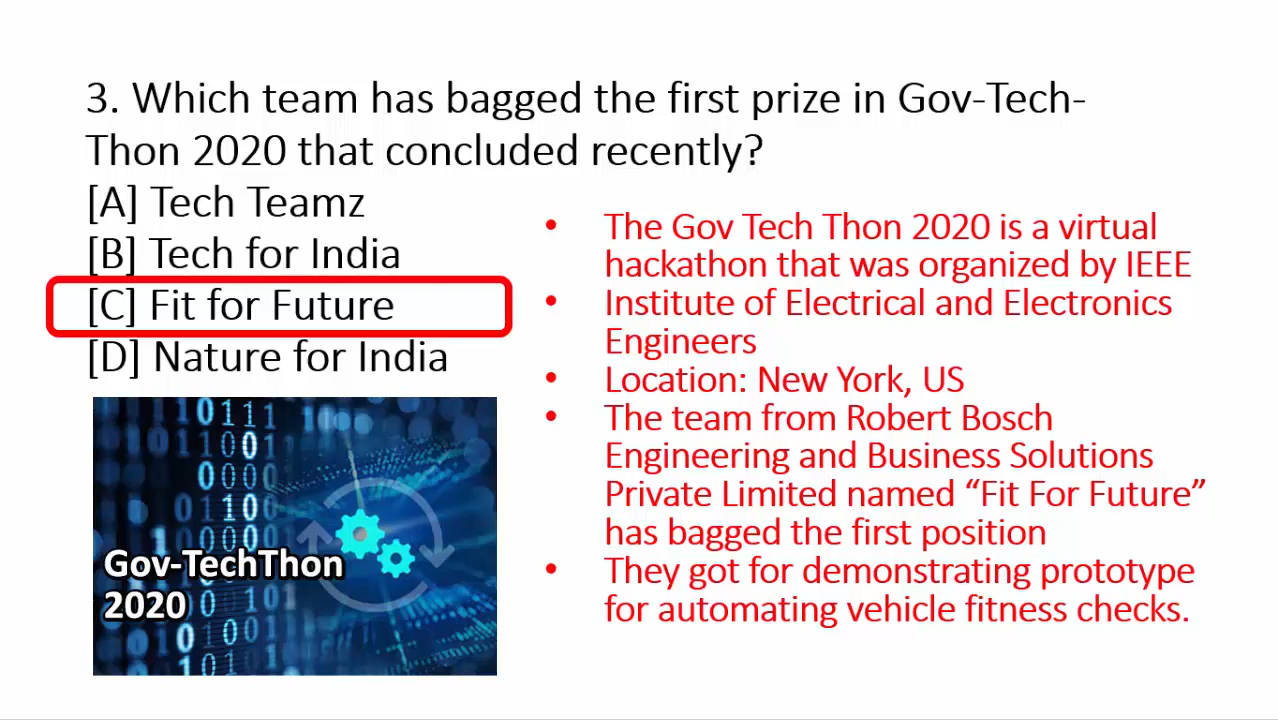 3. Which team has bagged the first prize in Gov-Tech-
Thon 2020 that concluded recently?
[A] Tech Teamz
[B] Tech for India
[C] Fit for Future
[D] Nature for India
• The Gov Tech Thon 2020 is a virtual
hackathon that was organized by IEEE
• Institute of Electrical and Electronics
Engineers
• Location: New York, US
• The team from Robert Bosch
Engineering and Business Solutions
Private Limited named “Fit For Future”
has bagged the first position
• They got for demonstrating prototype
for automating vehicle fitness checks.
Gov-TechThon
2020